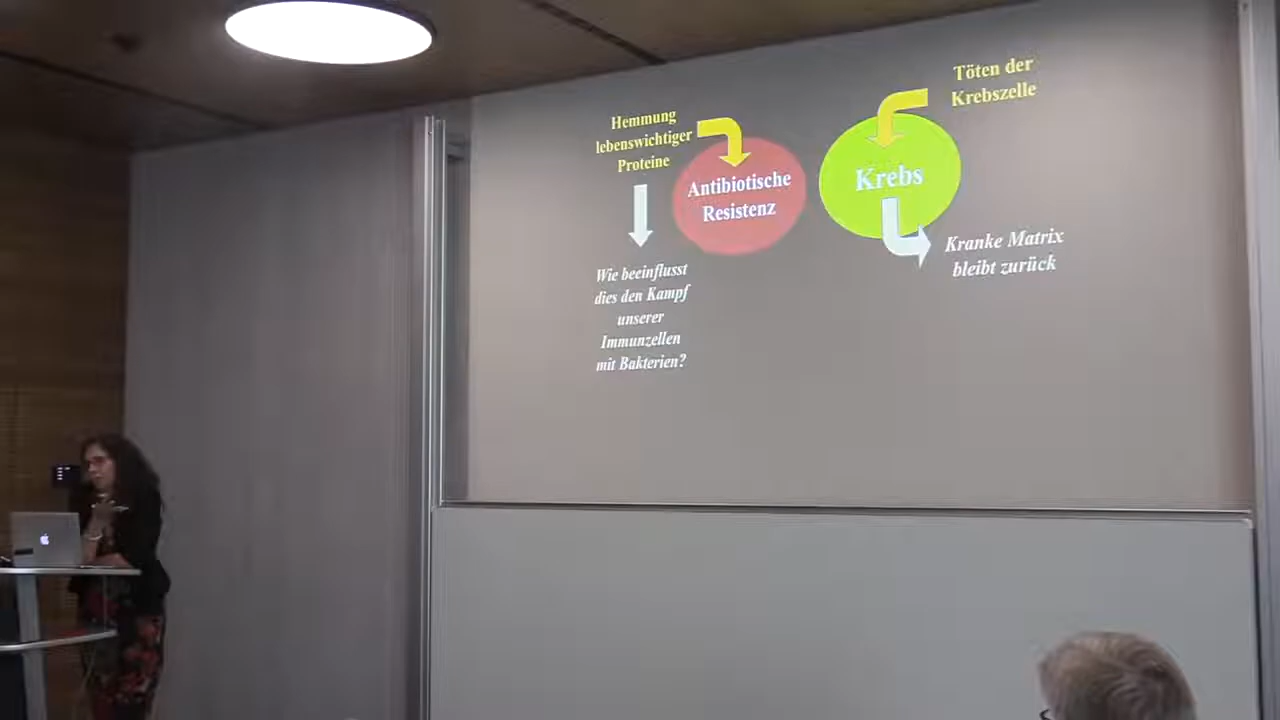 Hemmung
lebenswichtiger
Proteine
Antibiotische
Resistenz
Wie beeinflusst
dies den Kampf
unserer
Immunzellen
mit Bakterien?
Töten der
Krebszelle
Krebs
Kranke Matrix
bleibt zurück